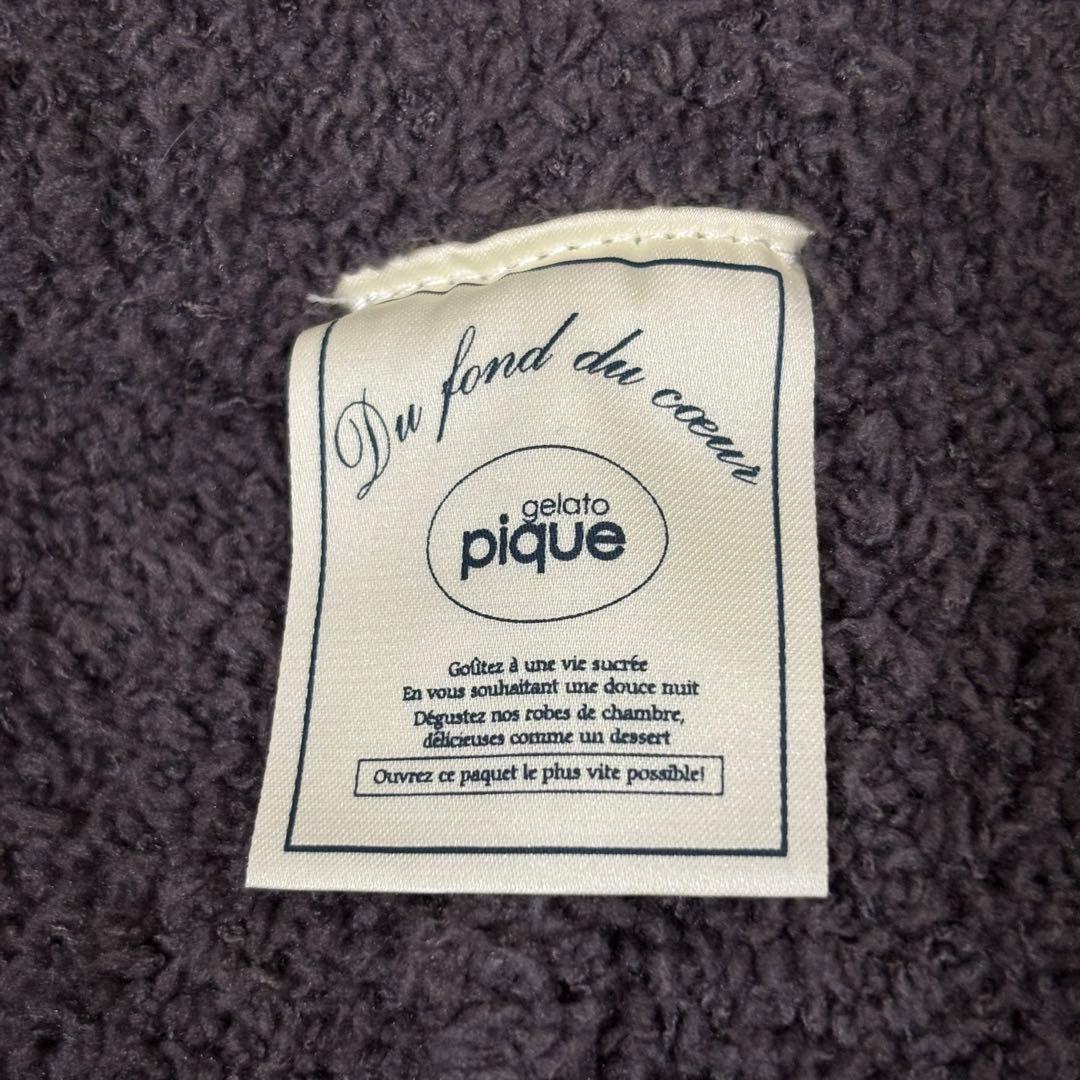 Du fond du cœur
gelato
pique
Goûtez à une vie sucrée
En vous souhaitant une douce nuit
Dégustez nos robes de chambre,
délicieuses comme un dessert
Ouvrez ce paquet le plus vite possible!